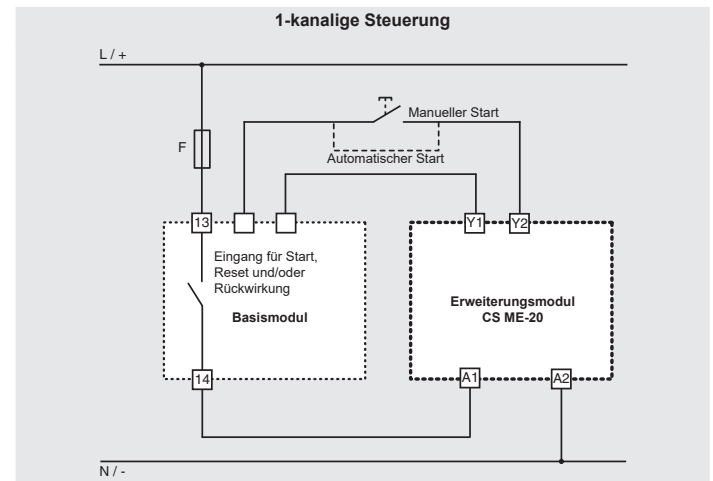 1-kanalige Steuerung
L / +
Manueller Start
F
Automatischer Start
13
Y1
Y2
Eingang für Start,
Reset und/oder
Rückwirkung
Basismodul
Erweiterungsmodul
CS ME-20
14
A1
A2
N / -